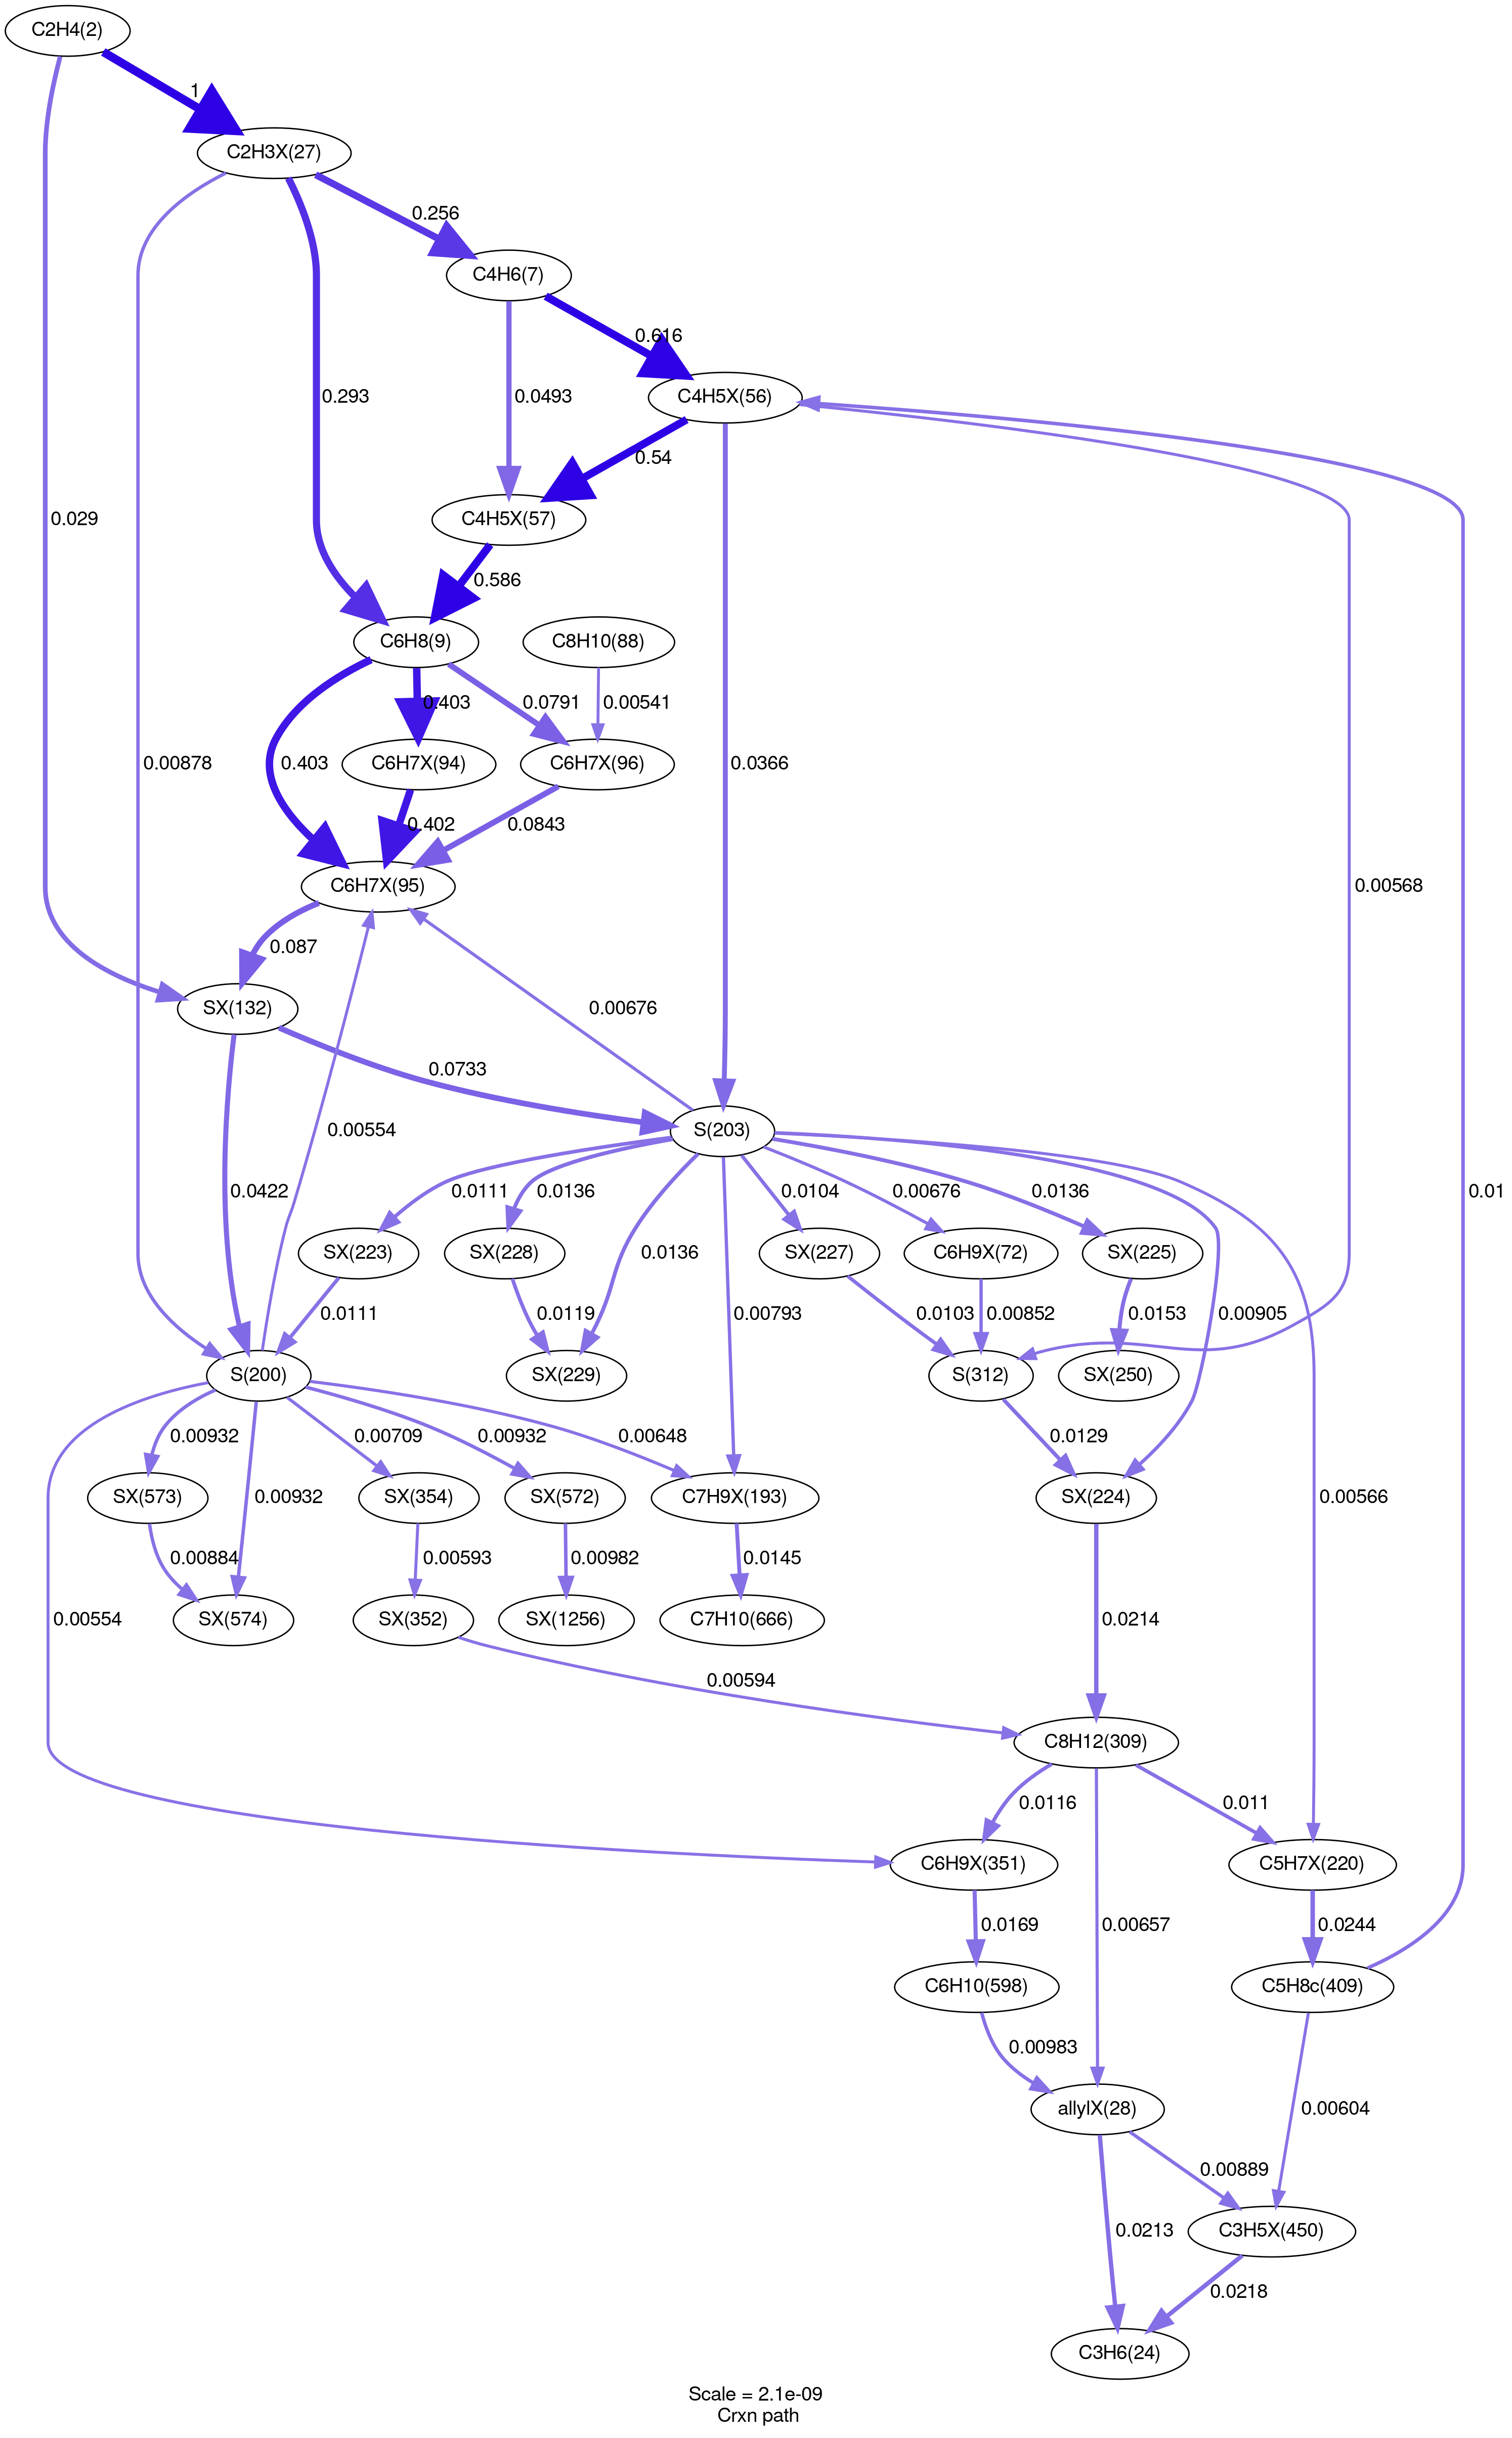 C2H4(2)
1
C2H3X(27)
0.256
C4H6(7)
0.616
0.293
0.0493
C4H5X(56)
0.54
0.029
C4H5X(57)
0.586
C6H8(9)
C8H10(88)
0.403
0.0791
0.00541
0.00878
0.403
C6H7X(94)
C6H7X(96)
0.0366
0.402
0.0843
C6H7X(95)
0.00568
0.087
SX(132)
0.00676
0.0733
0.00554
S(203)
0.0422
0.0111
0.0136
0.0104
0.00676
0.0136
0.01
SX(223)
SX(228)
0.0136
SX(227)
C6H9X(72)
SX(225)
0.0111
0.0119
0.00793
0.0103
0.00852
0.0153
0.00905
S(200)
SX(229)
S(312)
SX(250)
0.00932
0.00709
0.00932
0.00648
0.0129
SX(573)
0.00932
SX(354)
SX(572)
C7H9X(193)
SX(224)
0.00566
0.00884
0.00593
0.00982
0.0145
0.00554
SX(574)
SX(352)
SX(1256)
C7H10(666)
0.0214
0.00594
C8H12(309)
0.0116
0.011
C6H9X(351)
C5H7X(220)
0.0169
0.00657
0.0244
C6H10(598)
C5H8c(409)
0.00983
allylX(28)
0.00604
0.00889
0.0213
C3H5X(450)
0.0218
C3H6(24)
Scale = 2.1e-09
Crxn path